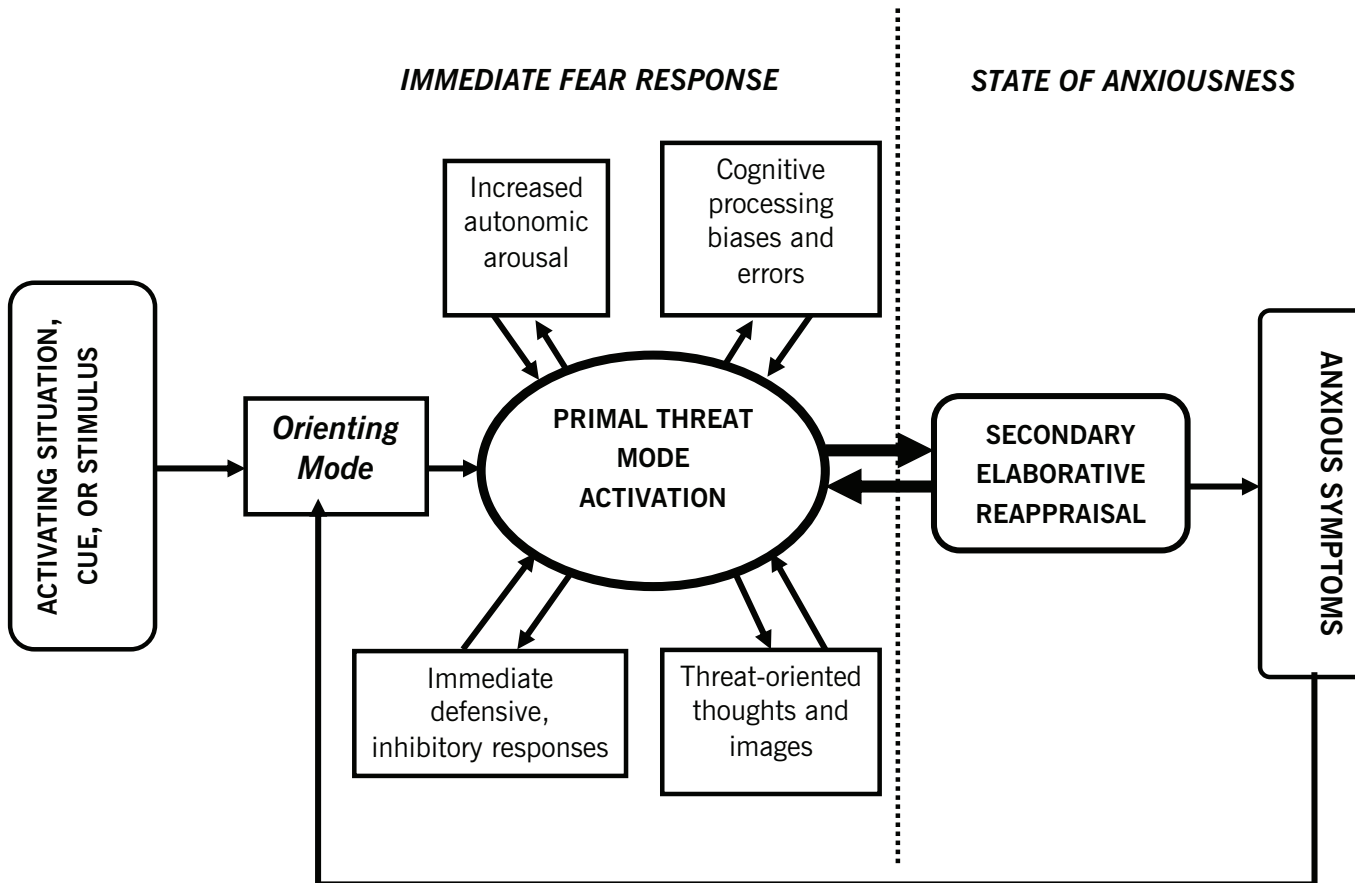 IMMEDIATE FEAR RESPONSE
STATE OF ANXIOUSNESS
Increased
autonomic
arousal
Cognitive
processing
biases and
errors
ACTIVATING SITUATION,
CUE, OR STIMULUS
Orienting
Mode
PRIMAL THREAT
MODE
ACTIVATION
SECONDARY
ELABORATIVE
REAPPRAISAL
ANXIOUS SYMPTOMS
Immediate
defensive,
inhibitory responses
Threat-oriented
thoughts and
images